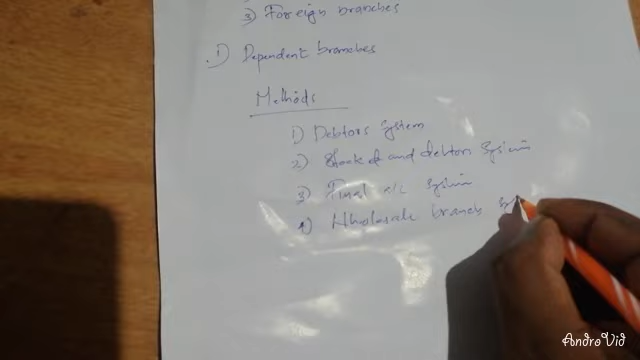 3) Foreign branches
1) Dependent branches
Methods
1) Debtors System
2) Stock and debtors System
3) Final a/c System
4) Wholesale branch Sy
AndroVid